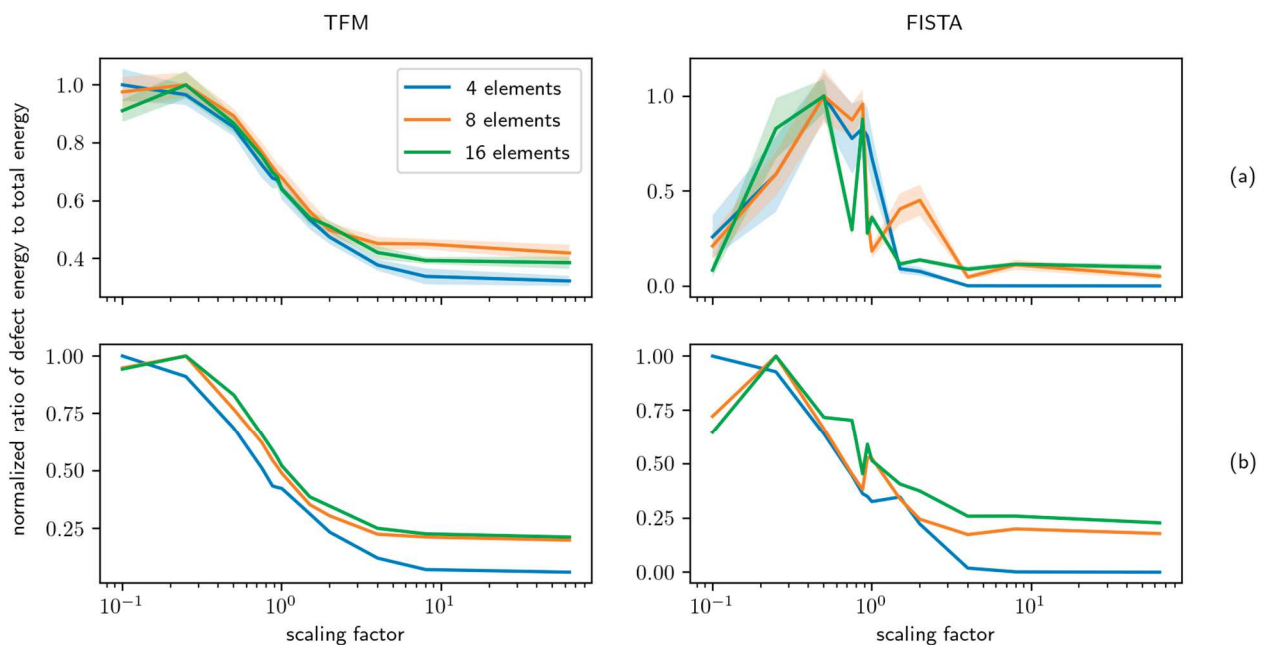 TFM
FISTA
normalized ratio of defect energy to total energy
1.0
0.8
0.6
0.4
4 elements
8 elements
16 elements
1.0
0.5
0.0
(a)
1.00
0.75
0.50
0.25
10⁻¹
10⁰
10¹
scaling factor
1.00
0.75
0.50
0.25
0.00
10⁻¹
10⁰
10¹
scaling factor
(b)